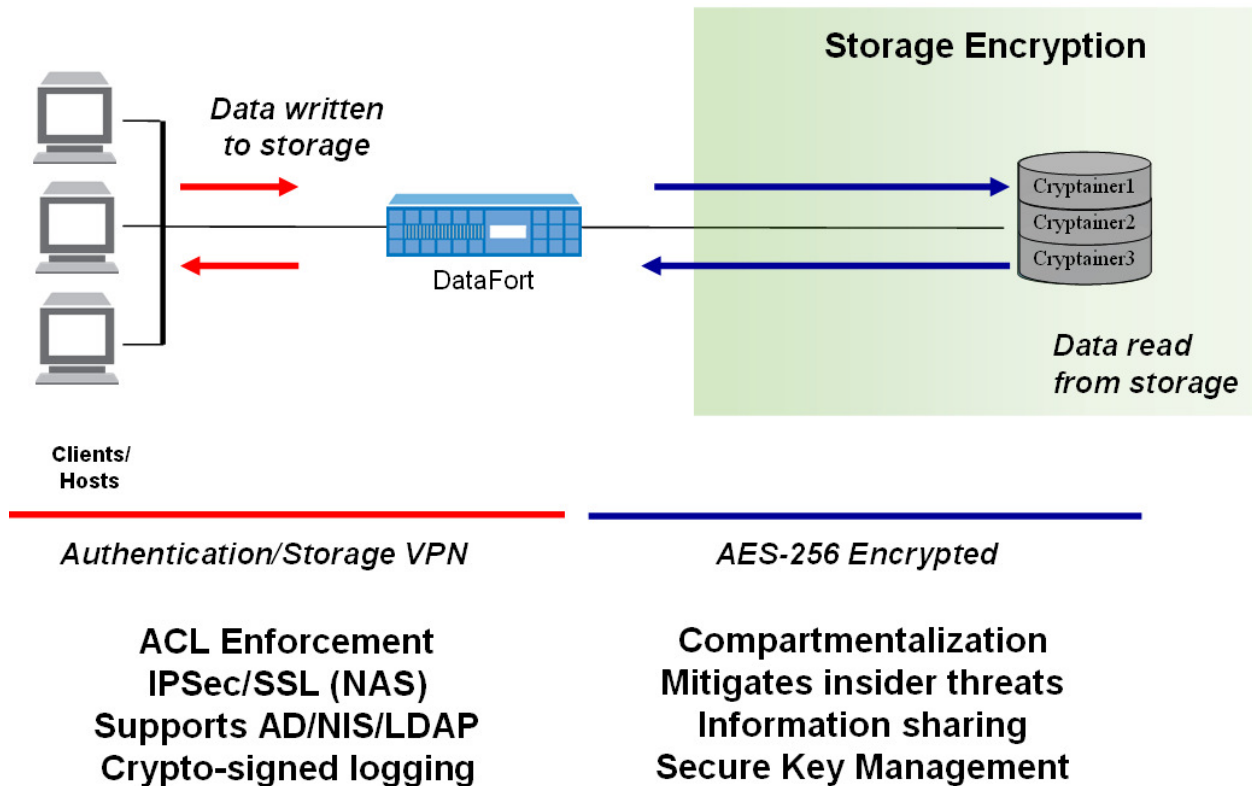 Storage Encryption
Data written
to storage
Cryptainer1
Cryptainer2
Cryptainer3
DataFort
Data read
from storage
Clients/
Hosts
Authentication/Storage VPN
AES-256 Encrypted
ACL Enforcement
IPSec/SSL (NAS)
Supports AD/NIS/LDAP
Crypto-signed logging
Compartmentalization
Mitigates insider threats
Information sharing
Secure Key Management